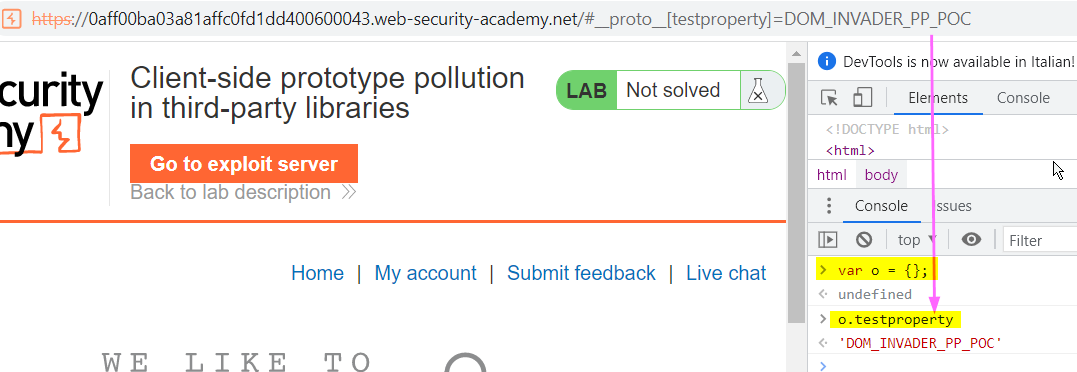 https://0aff00ba03a81affc0fd1dd400600043.web-security-academy.net/#__proto__[testproperty]=DOM_INVADER_PP_POC
curity
my
Client-side prototype pollution
in third-party libraries
LAB Not solved
Go to exploit server
Back to lab description >>
Home | My account | Submit feedback | Live chat
WE LIKE TO
DevTools is now available in Italian!
Elements Console
<!DOCTYPE html>
<html>
html body
Console Issues
top Filter
> var o = {};
undefined
> o.testproperty
'DOM_INVADER_PP_POC'
>